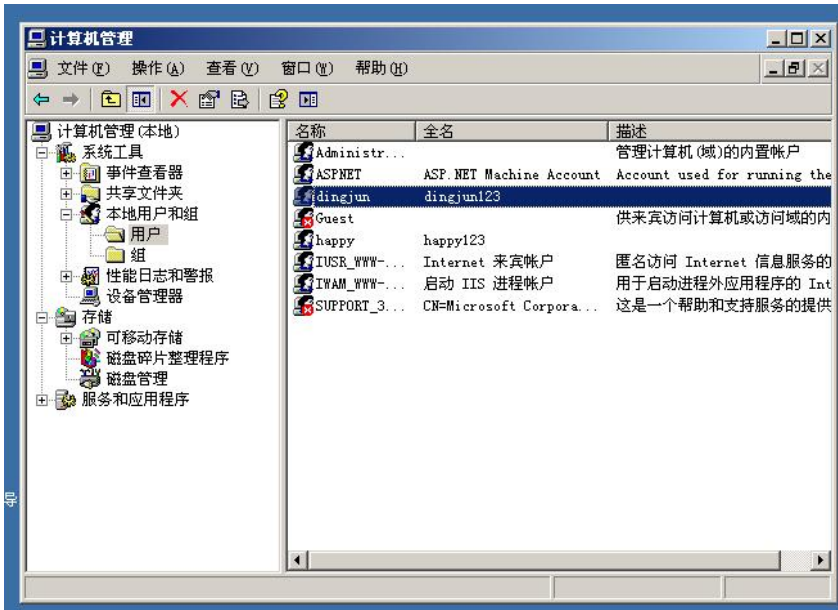 计算机管理
文件(F) 操作(A) 查看(V) 窗口(W) 帮助(H)
计算机管理(本地)
系统工具
事件查看器
共享文件夹
本地用户和组
用户
组
性能日志和警报
设备管理器
存储
可移动存储
磁盘碎片整理程序
磁盘管理
服务和应用程序
名称 全名 描述
Administr... 管理计算机(域)的内置帐户
ASPNET ASP.NET Machine Account Account used for running the
dingjun dingjun123
Guest 供来宾访问计算机或访问域的内
happy happy123
IUSR_WWW-... Internet 来宾帐户 匿名访问 Internet 信息服务的
IWAM_WWW-... 启动 IIS 进程帐户 用于启动进程外应用程序的 Int
SUPPORT_3... CN=Microsoft Corpora... 这是一个帮助和支持服务的提供
导